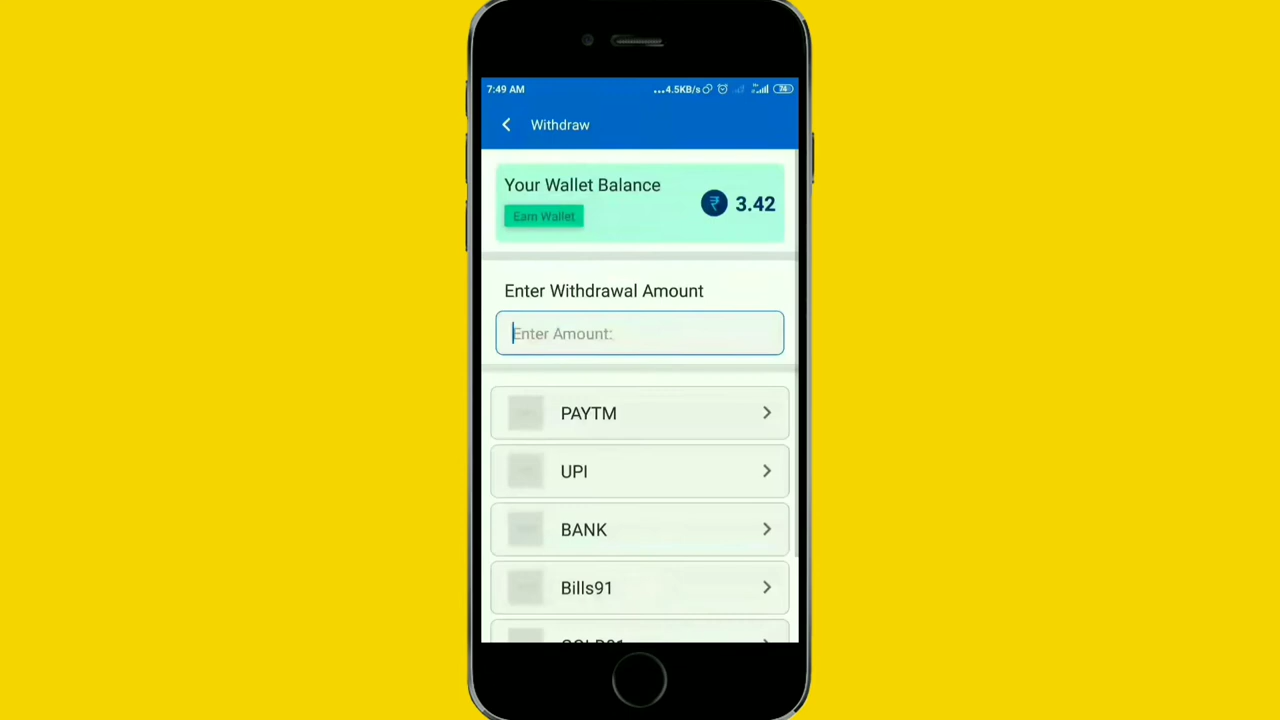 7:49 AM
...4.5KB/s
74
Withdraw
Your Wallet Balance
Earn Wallet
₹ 3.42
Enter Withdrawal Amount
Enter Amount:
PAYTM
UPI
BANK
Bills91